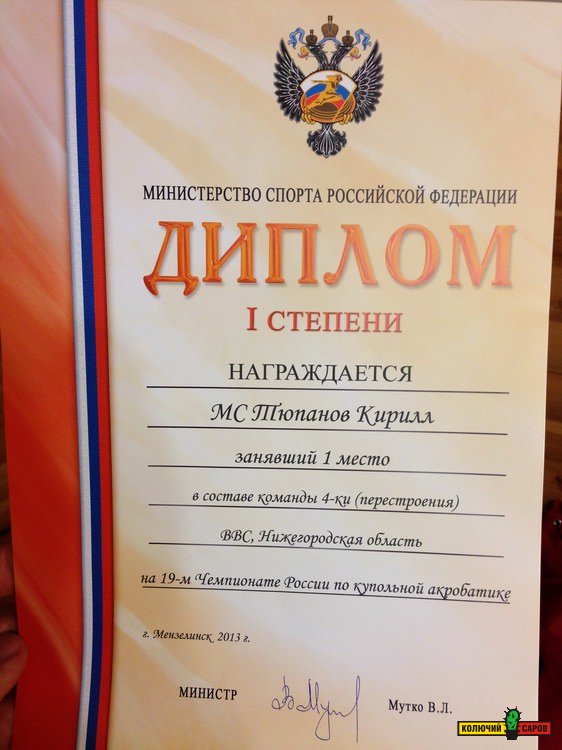 МИНИСТЕРСТВО СПОРТА РОССИЙСКОЙ ФЕДЕРАЦИИ
ДИПЛОМ
I СТЕПЕНИ
НАГРАЖДАЕТСЯ
МС Тюпанов Кирилл
занявший 1 место
в составе команды 4-ки (перестроения)
ВВС, Нижегородская область
на 19-м Чемпионате России по купольной акробатике
г. Мензелинск 2013 г.
МИНИСТР
Мутко В.Л.
КОЛЮЧИЙ САРОВ